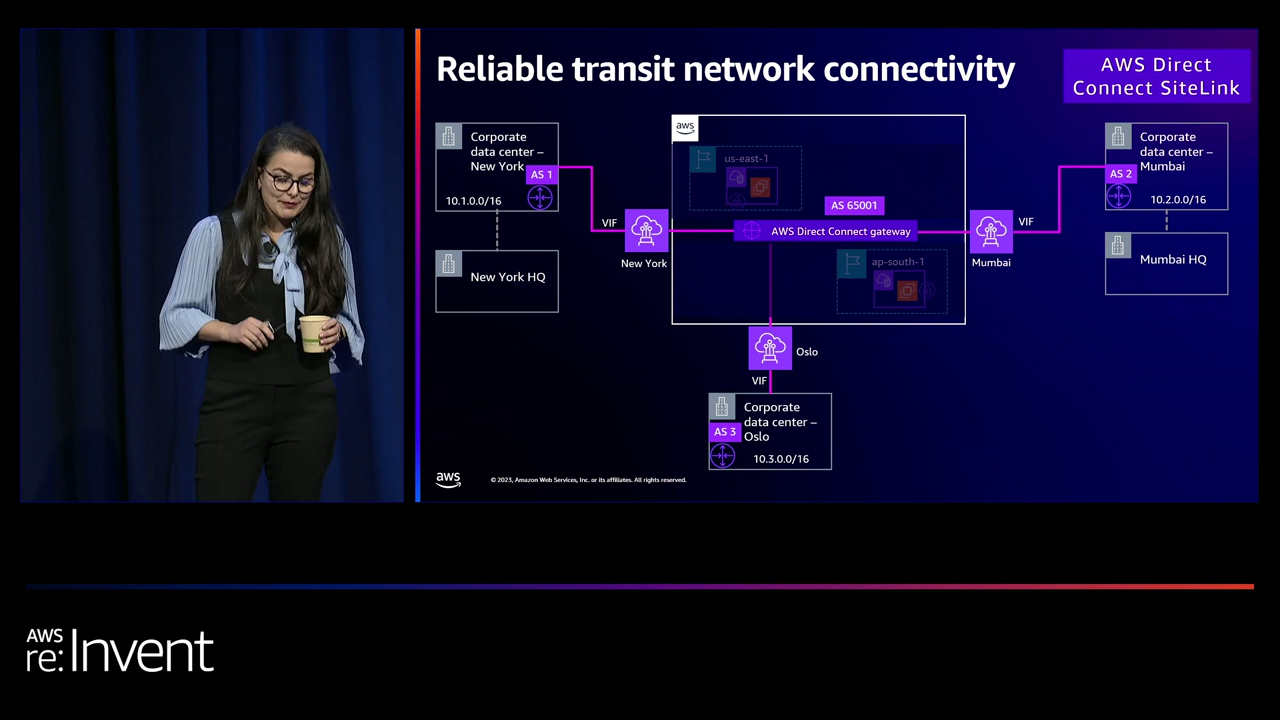 Reliable transit network connectivity
AWS Direct
Connect SiteLink
Corporate
data center –
New York
AS 1
10.1.0.0/16
New York HQ
VIF
New York
aws
us-east-1
AS 65001
AWS Direct Connect gateway
ap-south-1
VIF
Mumbai
Corporate
data center –
Mumbai
AS 2
10.2.0.0/16
Mumbai HQ
Oslo
VIF
Corporate
data center –
Oslo
AS 3
10.3.0.0/16
aws
© 2023, Amazon Web Services, Inc. or its affiliates. All rights reserved.
AWS
re:Invent